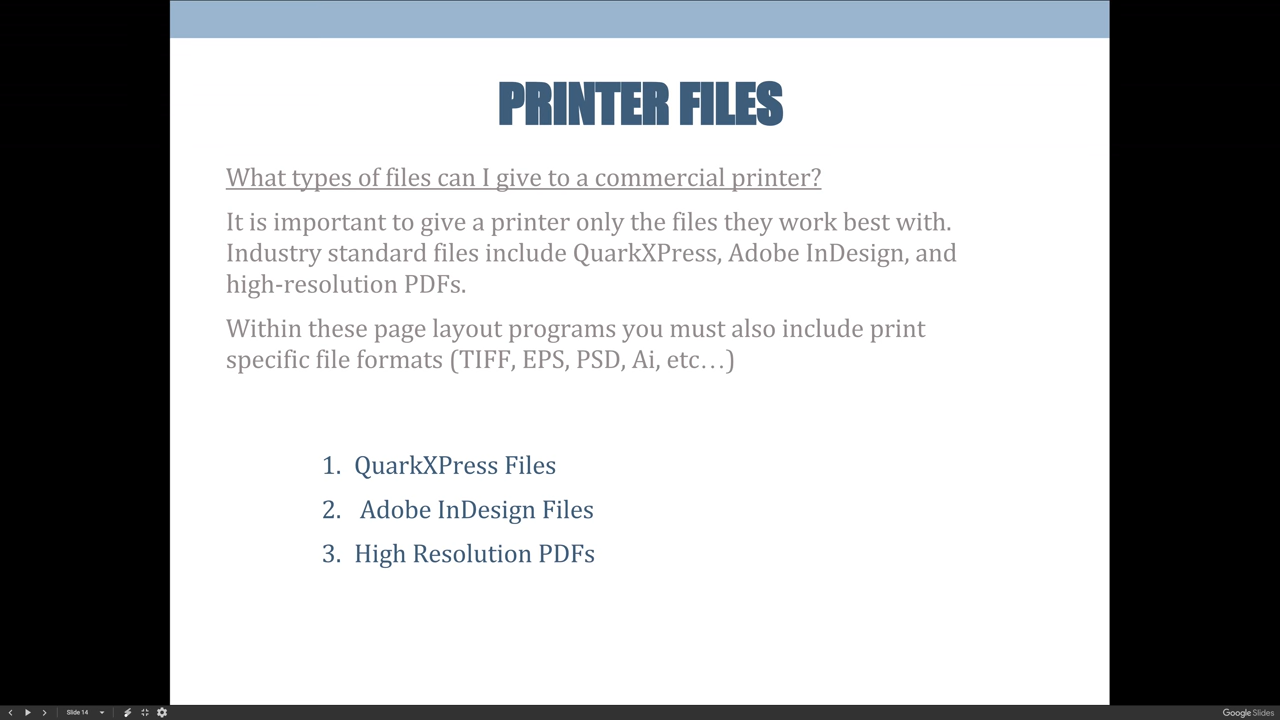 PRINTER FILES
What types of files can I give to a commercial printer?
It is important to give a printer only the files they work best with.
Industry standard files include QuarkXPress, Adobe InDesign, and
high-resolution PDFs.
Within these page layout programs you must also include print
specific file formats (TIFF, EPS, PSD, Ai, etc…)
1. QuarkXPress Files
2. Adobe InDesign Files
3. High Resolution PDFs
Slide 14
Google Slides